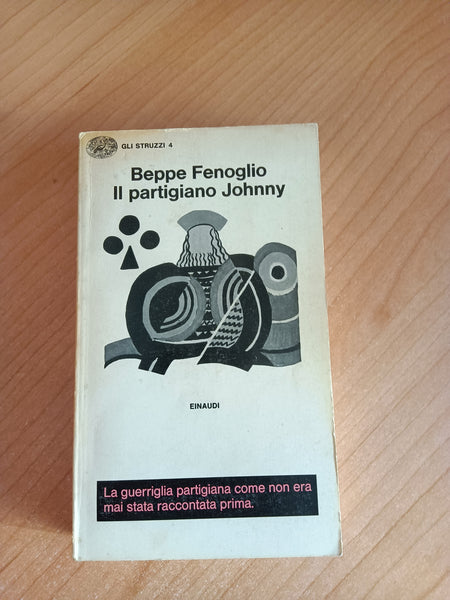 GLI STRUZZI 4
Beppe Fenoglio
Il partigiano Johnny
EINAUDI
La guerriglia partigiana come non era
mai stata raccontata prima.